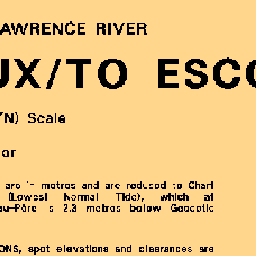 AWRENCE RIVER
UX/TO ESCO
N) Scale
or
are in metres and are reduced to Chart
(Lowest Normal Tide), which at
au-Père is 2.3 metres below Geodetic
ONS, spot elevations and clearances are